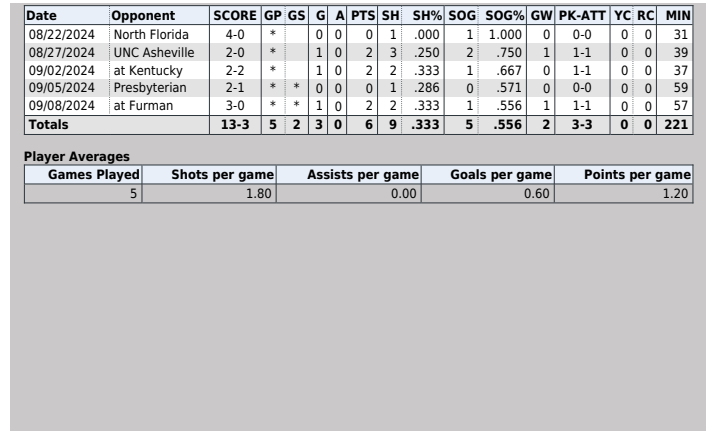 Date Opponent SCORE GP GS G A PTS SH SH% SOG SOG% GW PK-ATT YC RC MIN
08/22/2024 North Florida 4-0 * 0 0 0 1 .000 1 1.000 0 0-0 0 0 31
08/27/2024 UNC Asheville 2-0 * 1 0 2 3 .250 2 .750 1 1-1 0 0 39
09/02/2024 at Kentucky 2-2 * 1 0 2 2 .333 1 .667 0 1-1 0 0 37
09/05/2024 Presbyterian 2-1 * * 0 0 0 1 .286 0 .571 0 0-0 0 0 59
09/08/2024 at Furman 3-0 * * 1 0 2 2 .333 1 .556 1 1-1 0 0 57
Totals 13-3 5 2 3 0 6 9 .333 5 .556 2 3-3 0 0 221
Player Averages
Games Played Shots per game Assists per game Goals per game Points per game
5 1.80 0.00 0.60 1.20